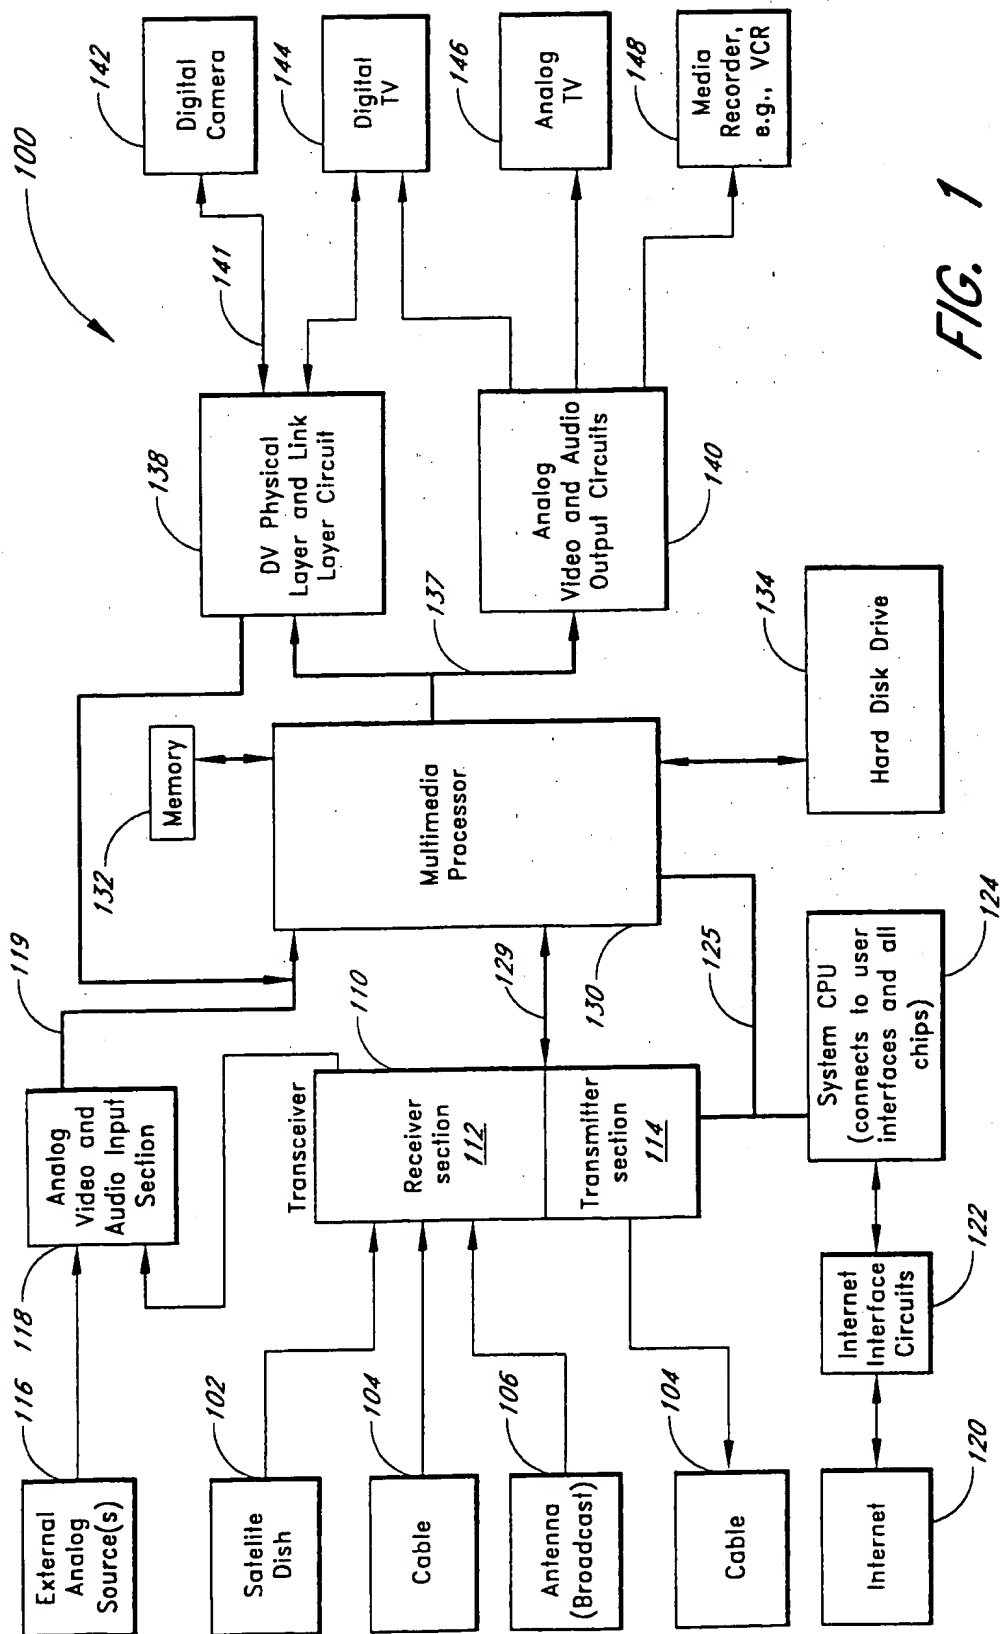 100
142
Digital
Camera
144
Digital
TV
146
Analog
TV
148
Media
Recorder,
e.g., VCR
141
138
DV Physical
Layer and Link
Layer Circuit
Analog
Video and Audio
Output Circuits
140
137
132
Memory
Multimedia
Processor
130
134
Hard Disk Drive
119
Analog
Video and
Audio Input
Section
118
110
Transceiver
Receiver
section
112
Transmitter
section
114
129
125
System CPU
(connects to user
interfaces and all
chips)
124
Internet
Interface
Circuits
122
116
External
Analog
Source(s)
102
Satelite
Dish
104
Cable
106
Antenna
(Broadcast)
104
Cable
Internet
120
FIG. 1